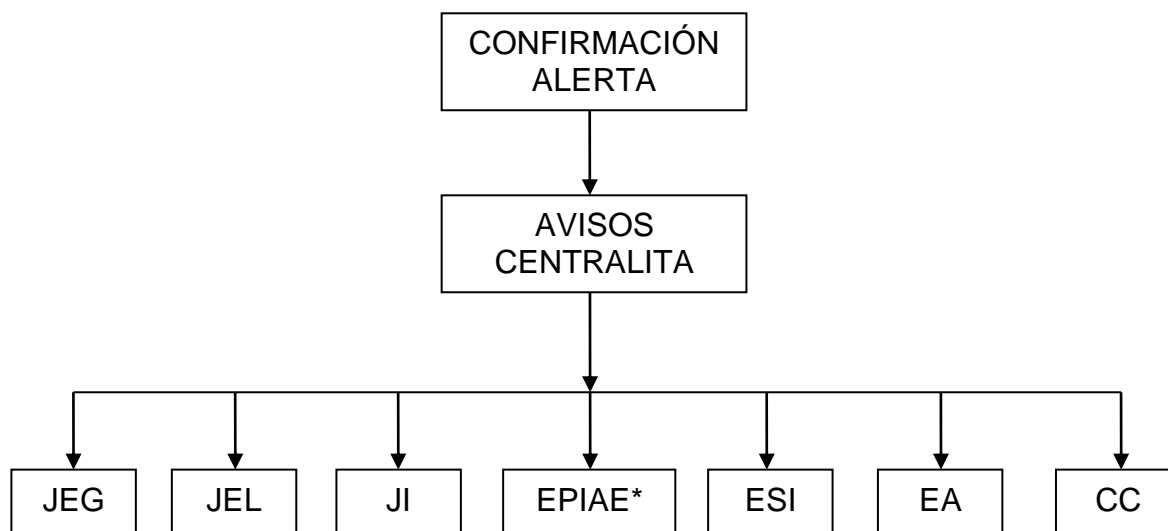 CONFIRMACIÓN
ALERTA
AVISOS
CENTRALITA
JEG JEL JI EPIAE* ESI EA CC